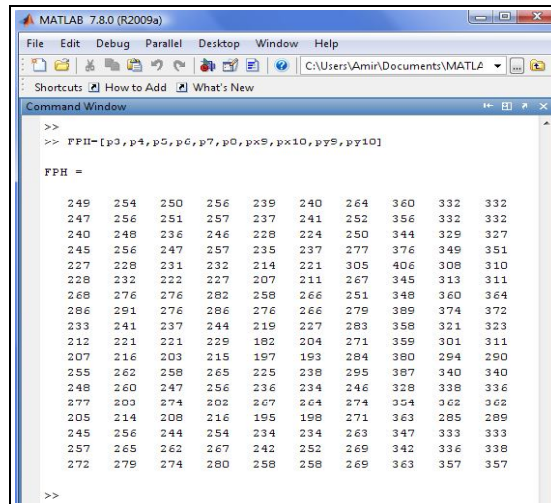 MATLAB 7.8.0 (R2009a)
File Edit Debug Parallel Desktop Window Help
C:\Users\Amir\Documents\MATLA
Shortcuts How to Add What's New
Command Window
>>
>> FPH=[p3,p4,p5,p6,p7,p8,px9,px10,py9,py10]
FPH =
249 254 250 256 239 240 264 360 332 332
247 256 251 257 237 241 252 356 332 332
240 248 236 246 228 224 250 344 329 327
245 256 247 257 235 237 277 376 349 351
227 228 231 232 214 221 305 406 308 310
228 232 222 227 207 211 267 345 313 311
268 276 276 282 258 266 251 348 360 364
286 291 276 286 276 266 279 389 374 372
233 241 237 244 219 227 283 358 321 323
212 221 221 229 182 204 271 359 301 311
207 216 203 215 197 193 284 380 294 290
255 262 258 265 225 238 295 387 340 340
248 260 247 256 236 234 246 328 338 336
277 283 274 282 267 264 274 354 362 362
205 214 208 216 195 198 271 363 285 289
245 256 244 254 234 234 263 347 333 333
257 265 262 267 242 252 269 342 336 338
272 279 274 280 258 258 269 363 357 357
>>